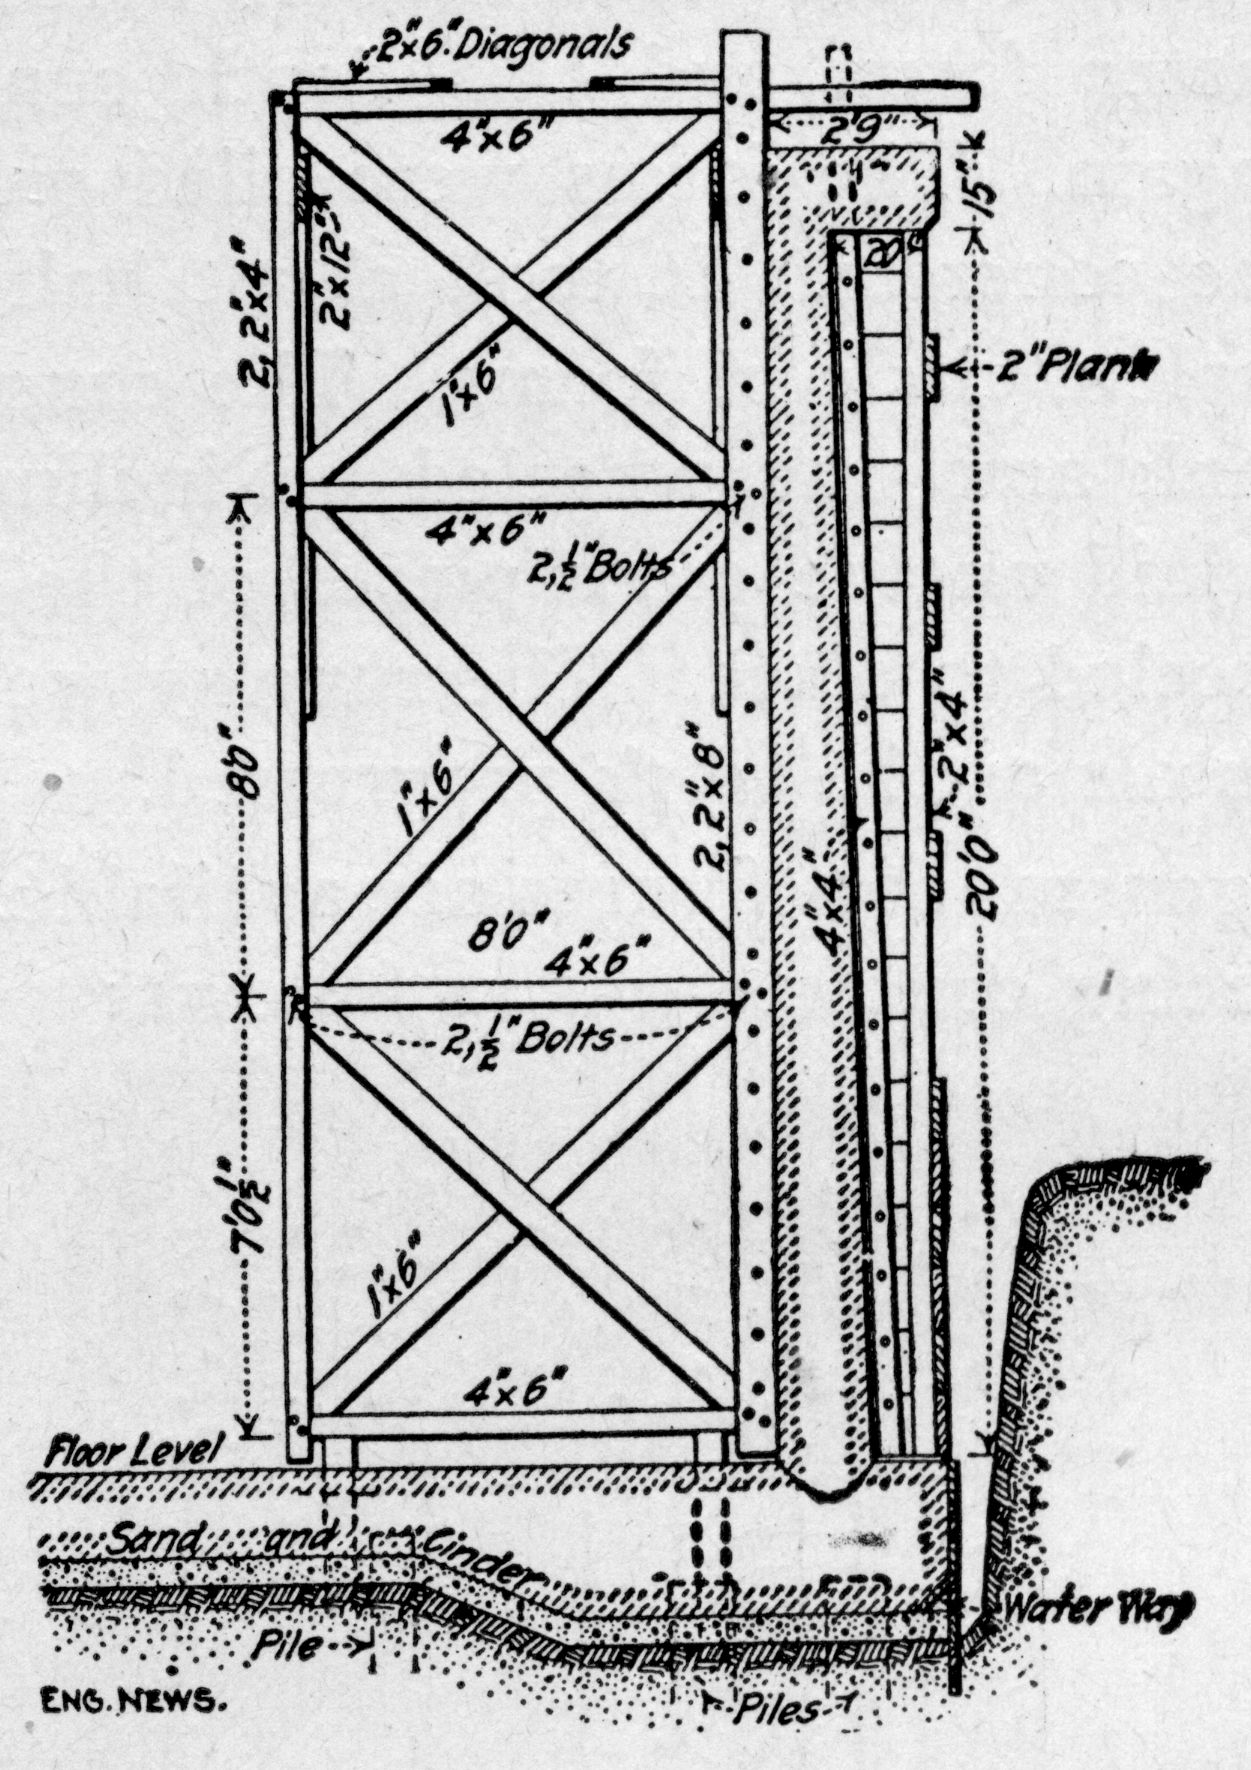 2"x6" Diagonals
4"x6"
2'9"
15"
2"x12"
20"
2, 2"x4"
2" Plank
1"x6"
4"x6"
2, 1/2" Bolts
8'0"
2"x4"
1"x6"
2, 2"x8"
20'0"
4"x4"
8'0"
4"x6"
2, 1/2" Bolts
7'0 1/2"
1"x6"
4"x6"
Floor Level
Sand and Cinder
Water Way
Pile
ENG. NEWS.
Piles